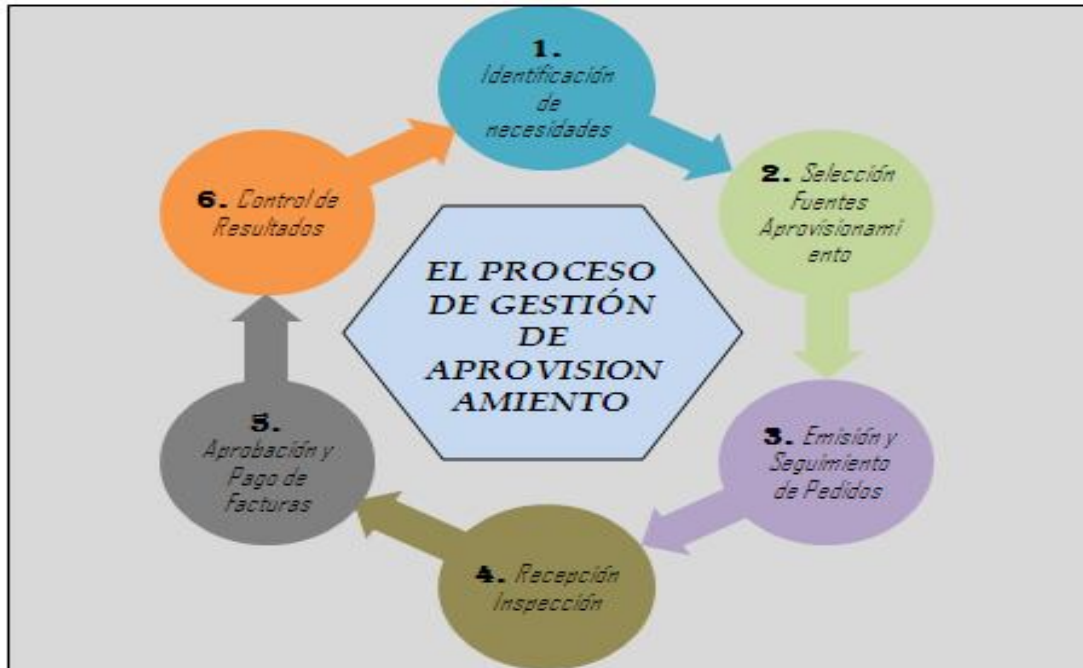 1.
Identificación
de
necesidades
2. Selección
Fuentes
Aprovisionami
ento
3. Emisión y
Seguimiento
de Pedidos
4. Recepción
Inspección
5.
Aprobación y
Pago de
Facturas
6. Control de
Resultados
EL PROCESO
DE GESTIÓN
DE
APROVISION
AMIENTO